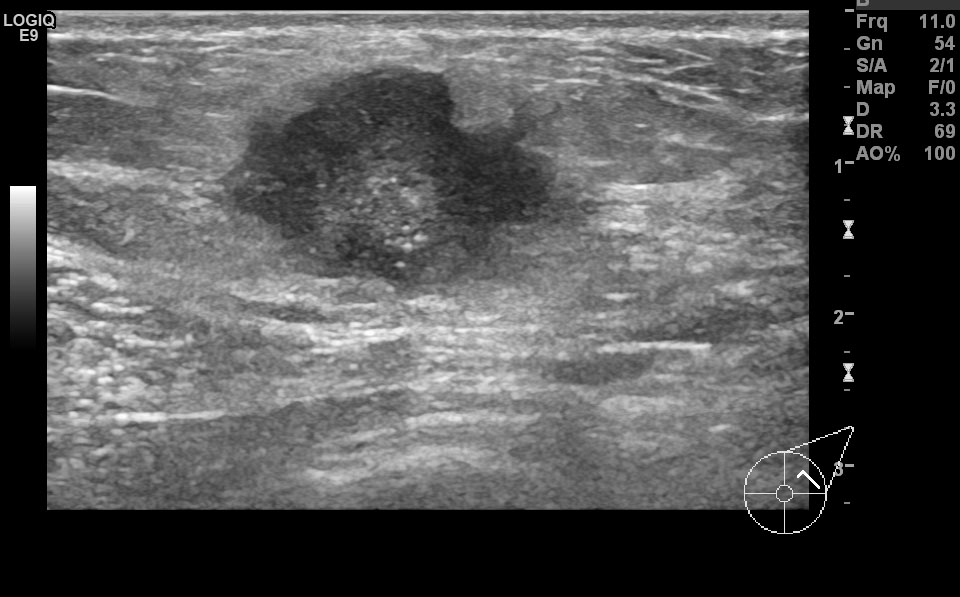 LOGIQ
E9
B
Frq 11.0
Gn 54
S/A 2/1
Map F/0
D 3.3
DR 69
AO% 100
1
2
3